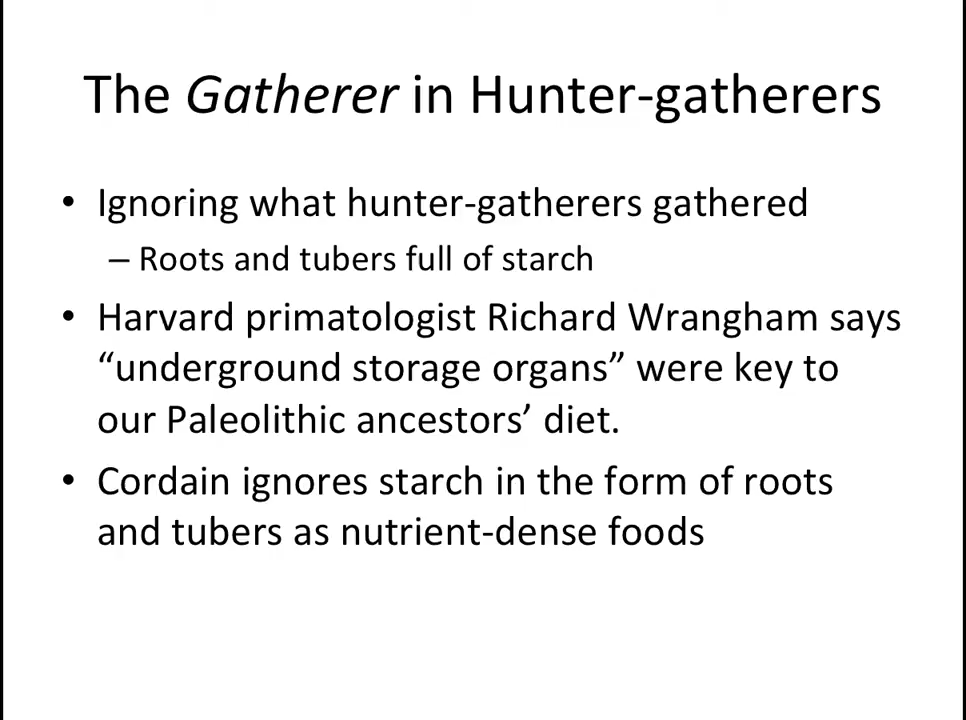 The Gatherer in Hunter-gatherers
• Ignoring what hunter-gatherers gathered
– Roots and tubers full of starch
• Harvard primatologist Richard Wrangham says
“underground storage organs” were key to
our Paleolithic ancestors’ diet.
• Cordain ignores starch in the form of roots
and tubers as nutrient-dense foods